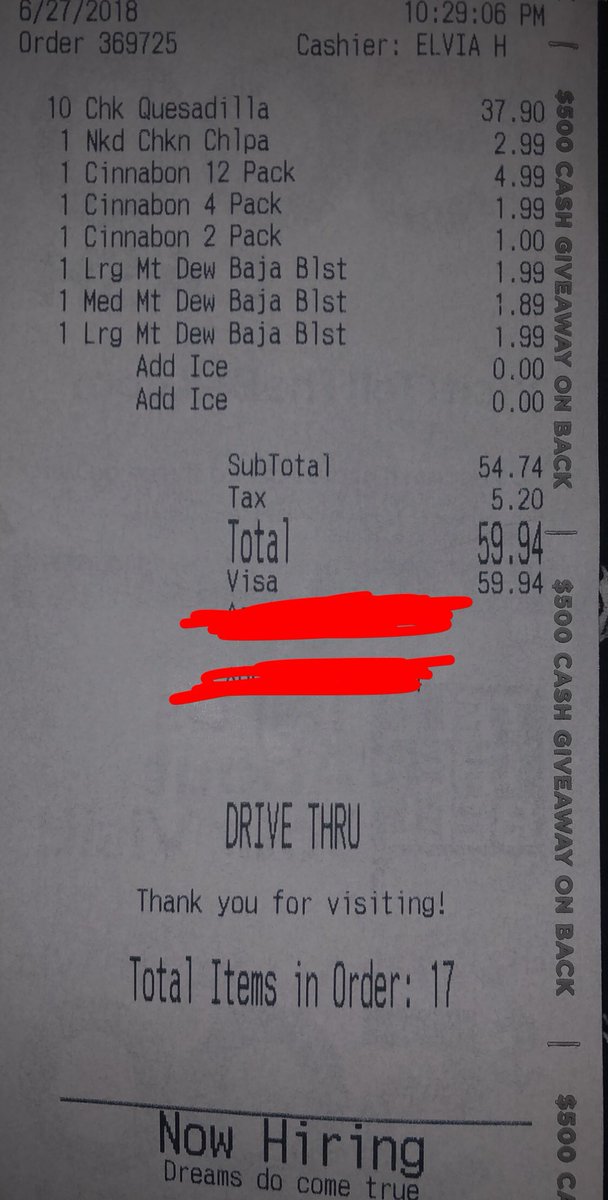 6/27/2018 10:29:06 PM
Order 369725 Cashier: ELVIA H
10 Chk Quesadilla 37.90
1 Nkd Chkn Chlpa 2.99
1 Cinnabon 12 Pack 4.99
1 Cinnabon 4 Pack 1.99
1 Cinnabon 2 Pack 1.00
1 Lrg Mt Dew Baja Blst 1.99
1 Med Mt Dew Baja Blst 1.89
1 Lrg Mt Dew Baja Blst 1.99
Add Ice 0.00
Add Ice 0.00
SubTotal 54.74
Tax 5.20
Total 59.94
Visa 59.94
DRIVE THRU
Thank you for visiting!
Total Items in Order: 17
Now Hiring
Dreams do come true
$500 CASH GIVEAWAY ON BACK
$500 CASH GIVEAWAY ON BACK
$500 C